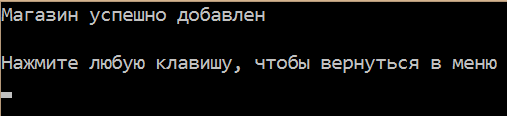 Магазин успешно добавлен
Нажмите любую клавишу, чтобы вернуться в меню